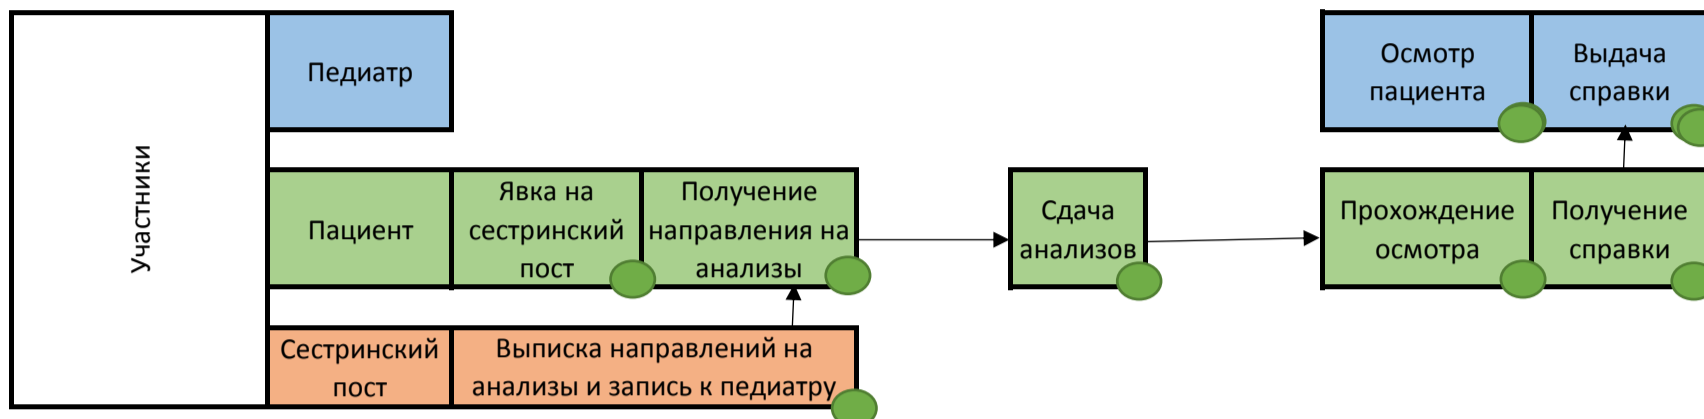 Участники
Педиатр
Осмотр
пациента
Выдача
справки
Пациент
Явка на
сестринский
пост
Получение
направления на
анализы
Сдача
анализов
Прохождение
осмотра
Получение
справки
Сестринский
пост
Выписка направлений на
анализы и запись к педиатру